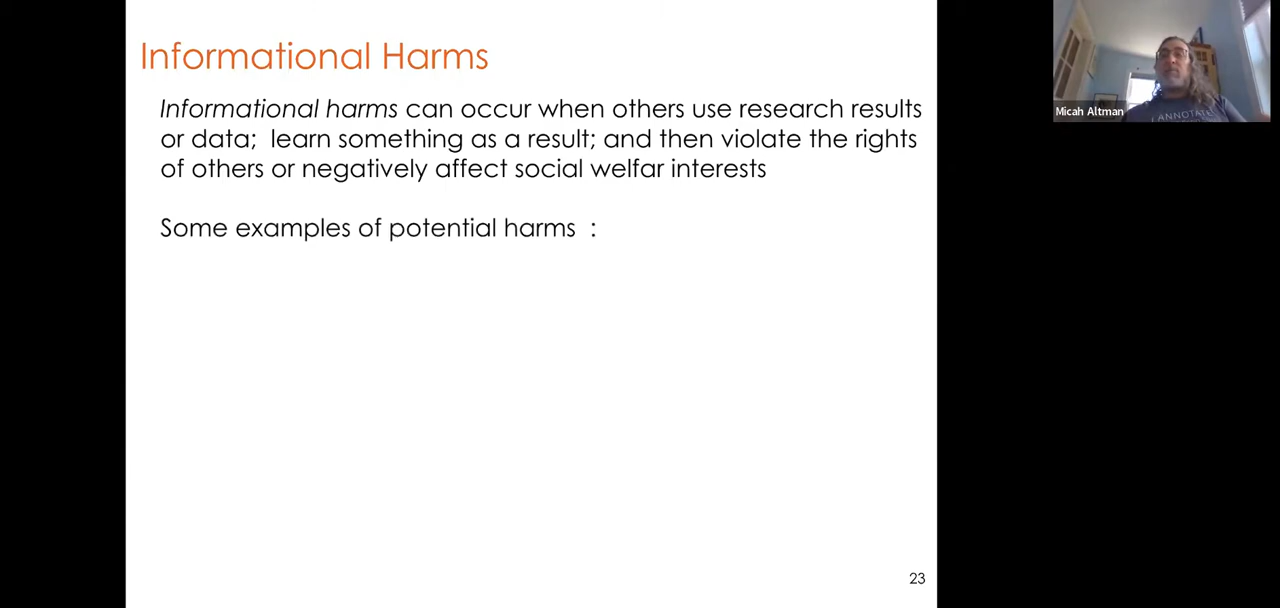 Informational Harms
Informational harms can occur when others use research results
or data;  learn something as a result; and then violate the rights
of others or negatively affect social welfar interests
Some examples of potential harms  :
23
Micah Altman
I ANNOTATE